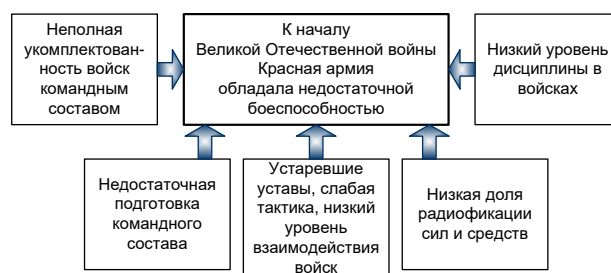 Неполная
укомплектован-
ность войск
командным
составом
К началу
Великой Отечественной войны
Красная армия
обладала недостаточной
боеспособностью
Низкий уровень
дисциплины в
войсках
Недостаточная
подготовка
командного
состава
Устаревшие
уставы, слабая
тактика, низкий
уровень
взаимодействия
войск
Низкая доля
радиофикации
сил и средств